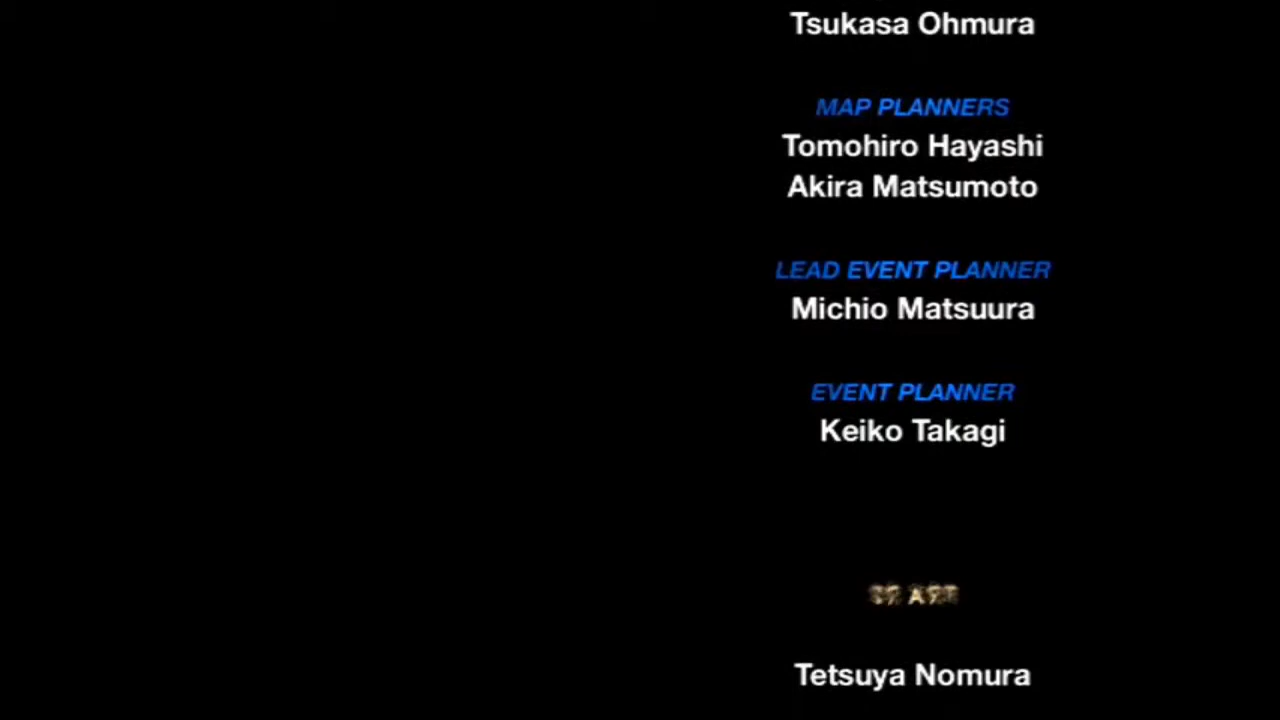 Tsukasa Ohmura
MAP PLANNERS
Tomohiro Hayashi
Akira Matsumoto
LEAD EVENT PLANNER
Michio Matsuura
EVENT PLANNER
Keiko Takagi
Tetsuya Nomura